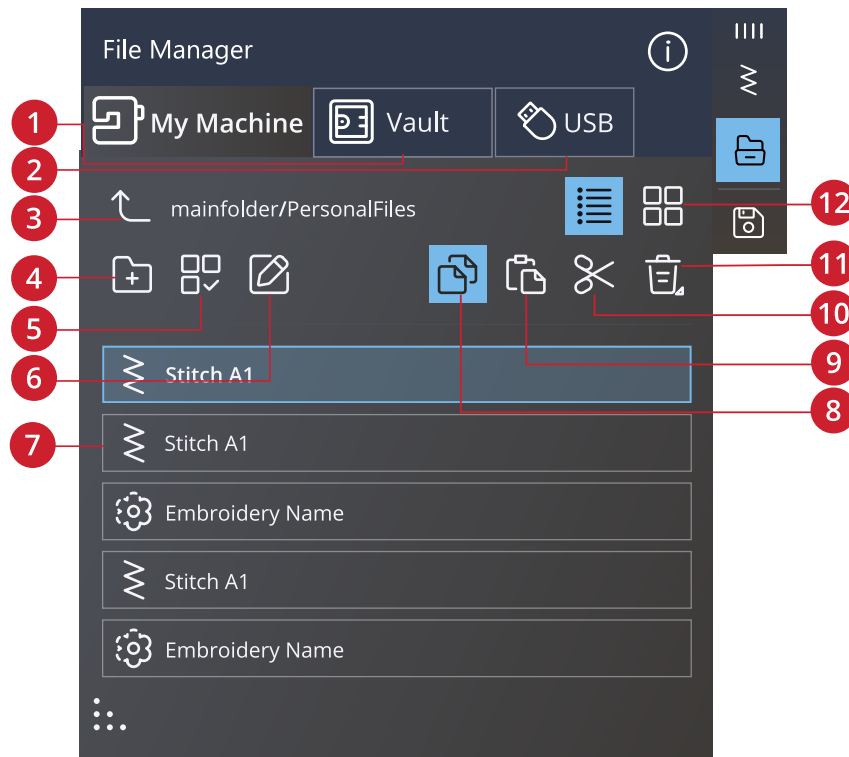 File Manager
My Machine Vault USB
1
2
mainfolder/PersonalFiles
3
12
4
11
5
10
6
9
Stitch A1
8
7
Stitch A1
Embroidery Name
Stitch A1
Embroidery Name